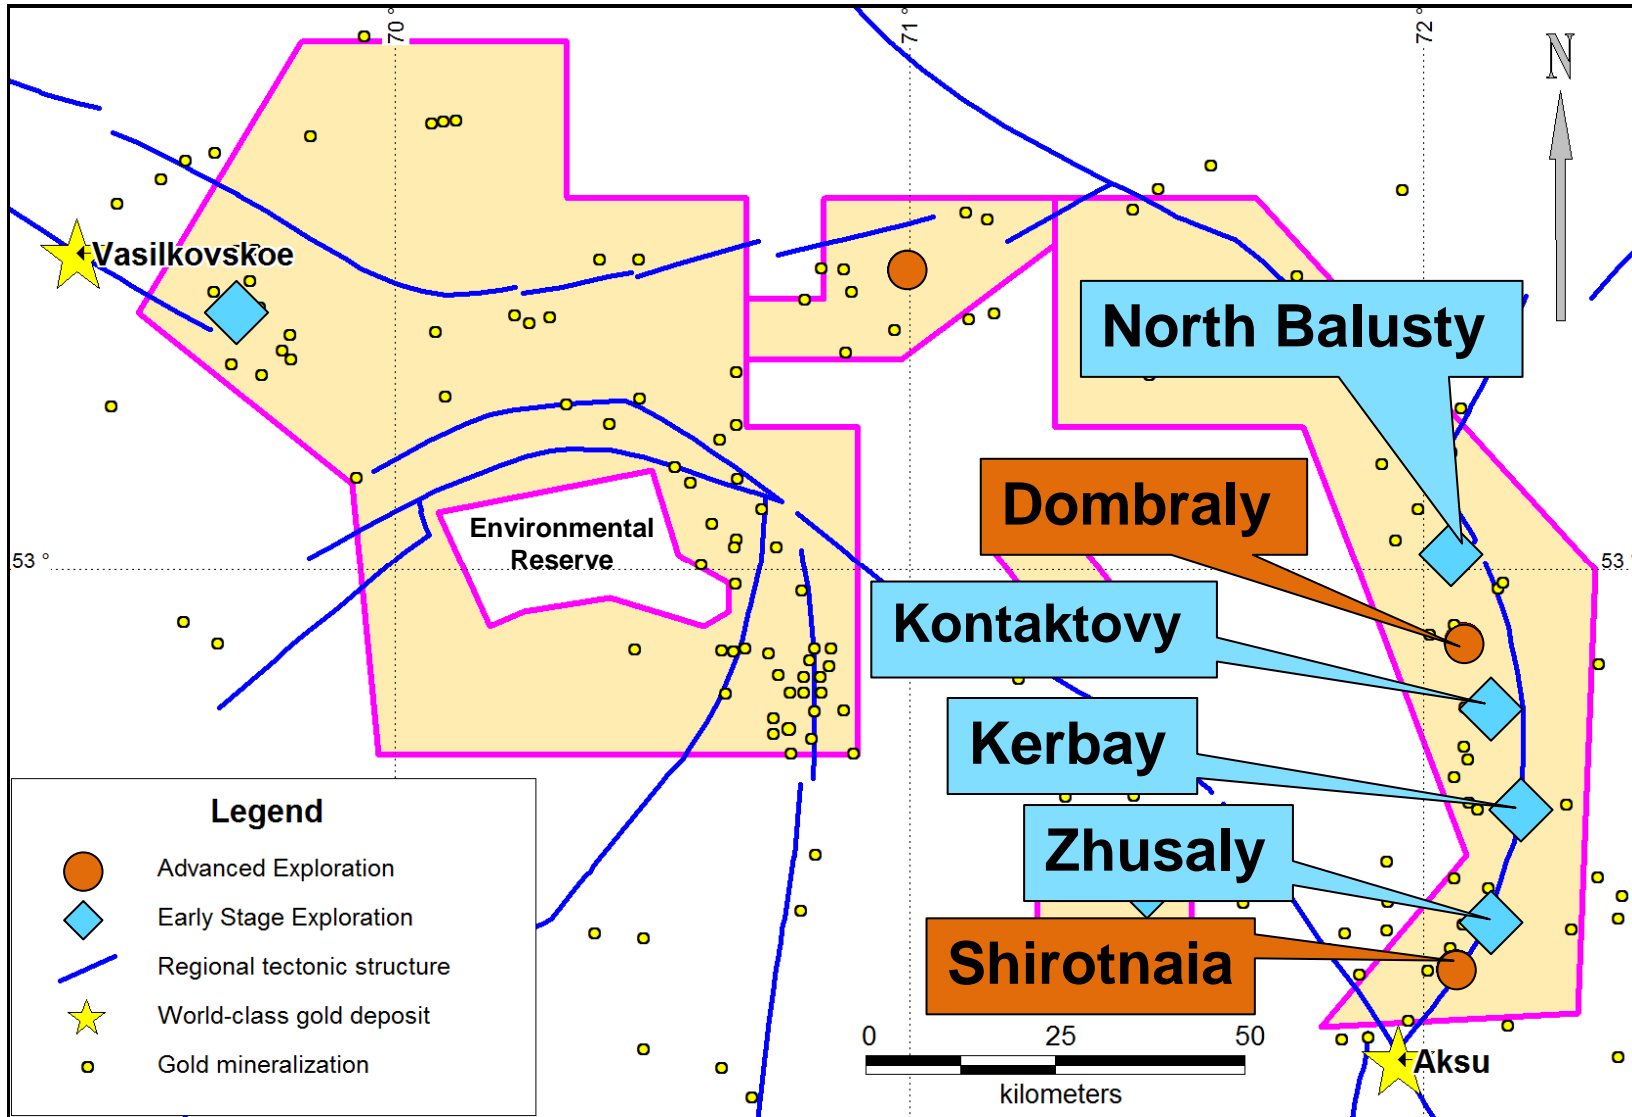 70 °
71 °
72 °
N
Vasilkovskoe
North Balusty
Dombraly
Environmental
Reserve
53 °
53 °
Kontaktovy
Kerbay
Zhusaly
Shirotnaia
Legend
Advanced Exploration
Early Stage Exploration
Regional tectonic structure
World-class gold deposit
Gold mineralization
0 25 50
kilometers
Aksu